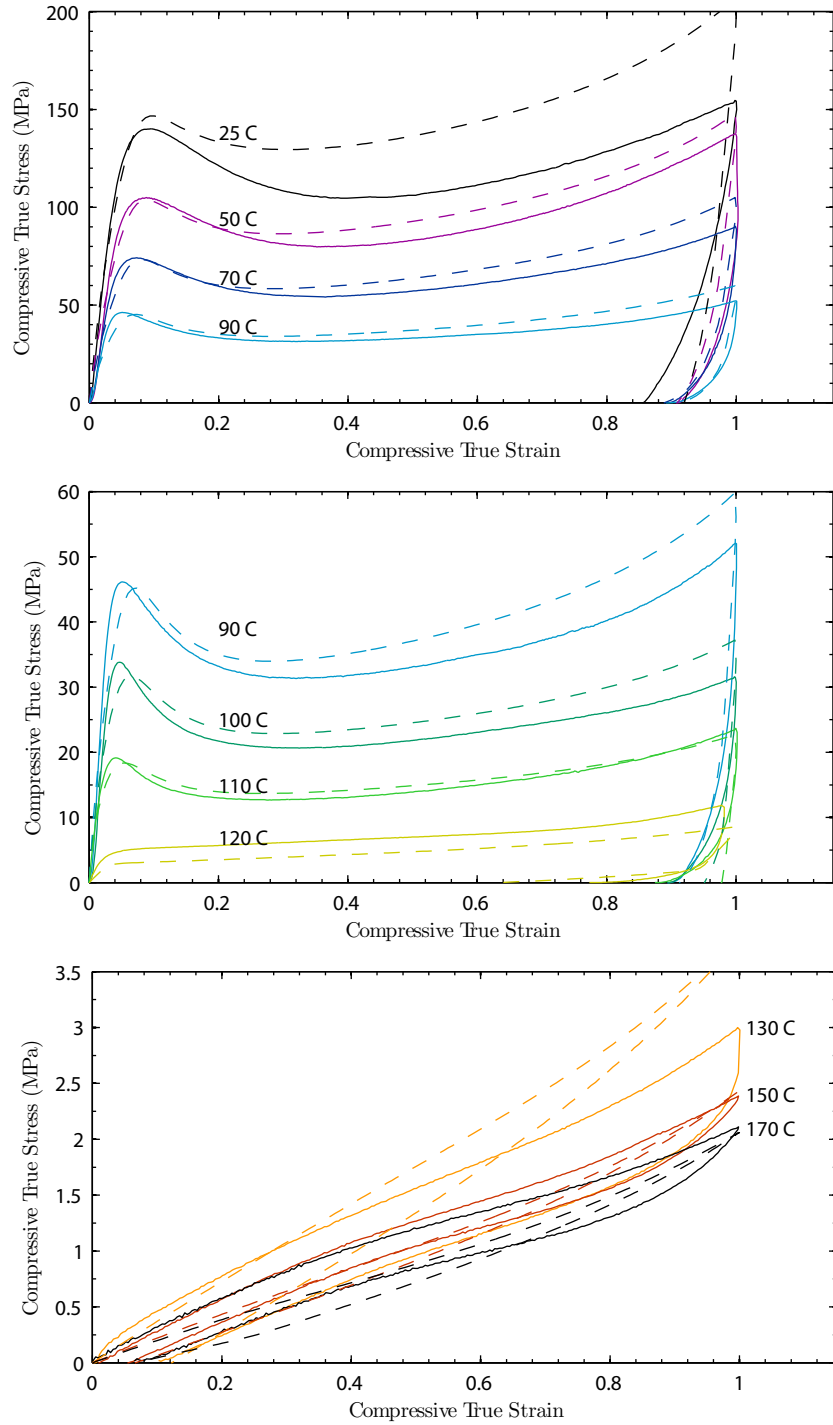 200
150
100
50
0
Compressive True Stress (MPa)
25 C
50 C
70 C
90 C
0 0.2 0.4 0.6 0.8 1
Compressive True Strain
60
50
40
30
20
10
0
Compressive True Stress (MPa)
90 C
100 C
110 C
120 C
0 0.2 0.4 0.6 0.8 1
Compressive True Strain
3.5
3
2.5
2
1.5
1
0.5
0
Compressive True Stress (MPa)
130 C
150 C
170 C
0 0.2 0.4 0.6 0.8 1
Compressive True Strain